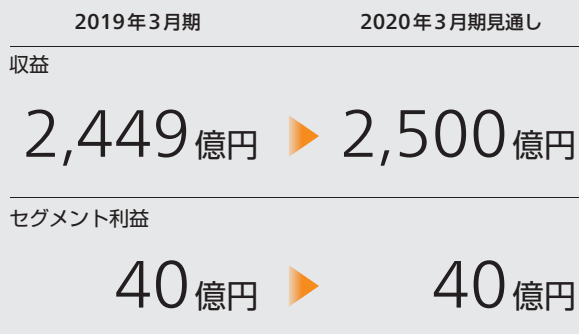 2019年3月期 2020年3月期見通し
収益
2,449億円 2,500億円
セグメント利益
40億円 40億円